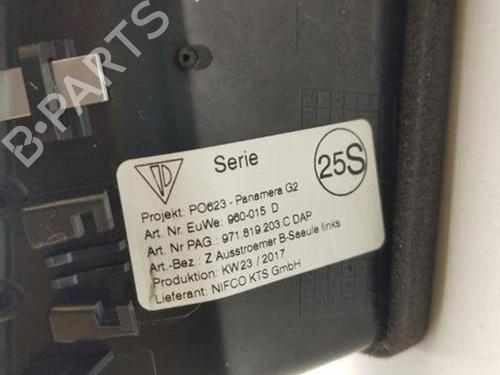 B-PARTS
Serie
25S
Projekt: PO623 - Panamera G2
Art. Nr. EuWe: 960-015 D
Art. Nr PAG.: 971.819.203.C DAP
Art.-Bez : Z Ausstroemer B-Saeule links
Produktion: KW23 / 2017
Lieferant: NIFCO KTS GmbH